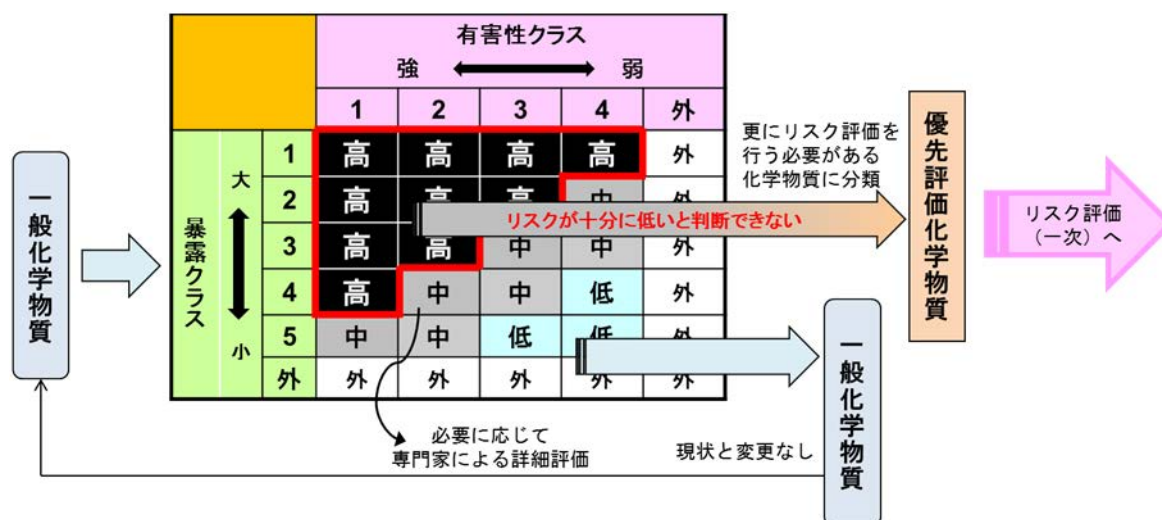 有害性クラス
強 弱
1 2 3 4 外
一般化学物質
暴露クラス
大
小
1 高 高 高 高 外
2 高 高 高 中 外
リスクが十分に低いと判断できない
3 高 高 中 中 外
4 高 中 中 低 外
5 中 中 低 低 外
外 外 外 外 外 外
更にリスク評価を
行う必要がある
化学物質に分類
優先評価化学物質
リスク評価
（一次）へ
一般化学物質
必要に応じて
専門家による詳細評価
現状と変更なし